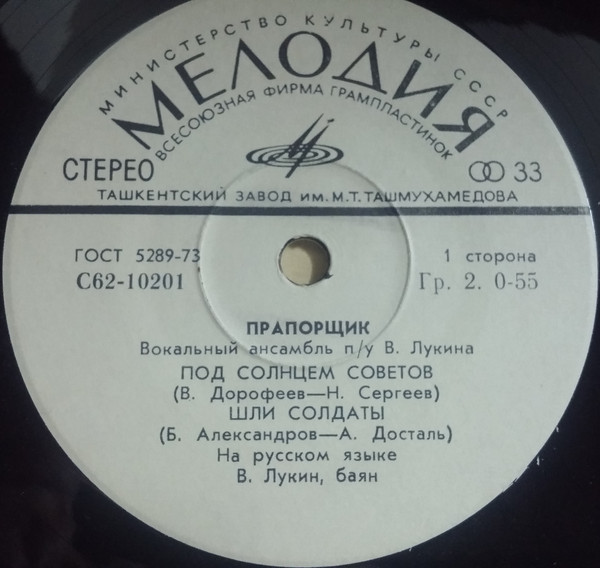 МИНИСТЕРСТВО КУЛЬТУРЫ СССР
МЕЛОДИЯ
ВСЕСОЮЗНАЯ ФИРМА ГРАМПЛАСТИНОК
СТЕРЕО 33
ТАШКЕНТСКИЙ ЗАВОД ИМ. М. Т. ТАШМУХАМЕДОВА
ГОСТ 5289-73 1 сторона
С62-10201 Гр. 2. 0-55
ПРАПОРЩИК
Вокальный ансамбль п/у В. Лукина
ПОД СОЛНЦЕМ СОВЕТОВ
(В. Дорофеев—Н. Сергеев)
ШЛИ СОЛДАТЫ
(Б. Александров—А. Досталь)
На русском языке
В. Лукин, баян